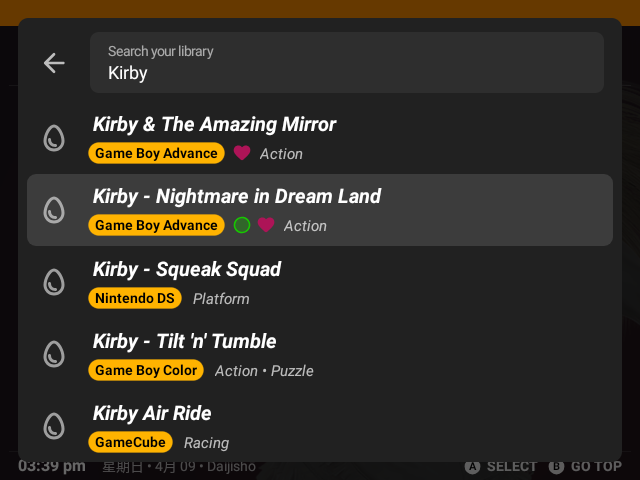 Search your library
Kirby
Kirby & The Amazing Mirror
Game Boy Advance Action
Kirby - Nightmare in Dream Land
Game Boy Advance Action
Kirby - Squeak Squad
Nintendo DS Platform
Kirby - Tilt 'n' Tumble
Game Boy Color Action • Puzzle
Kirby Air Ride
GameCube Racing
03:39 pm 星期日 • 4月 09 • Daijisho A SELECT B GO TOP